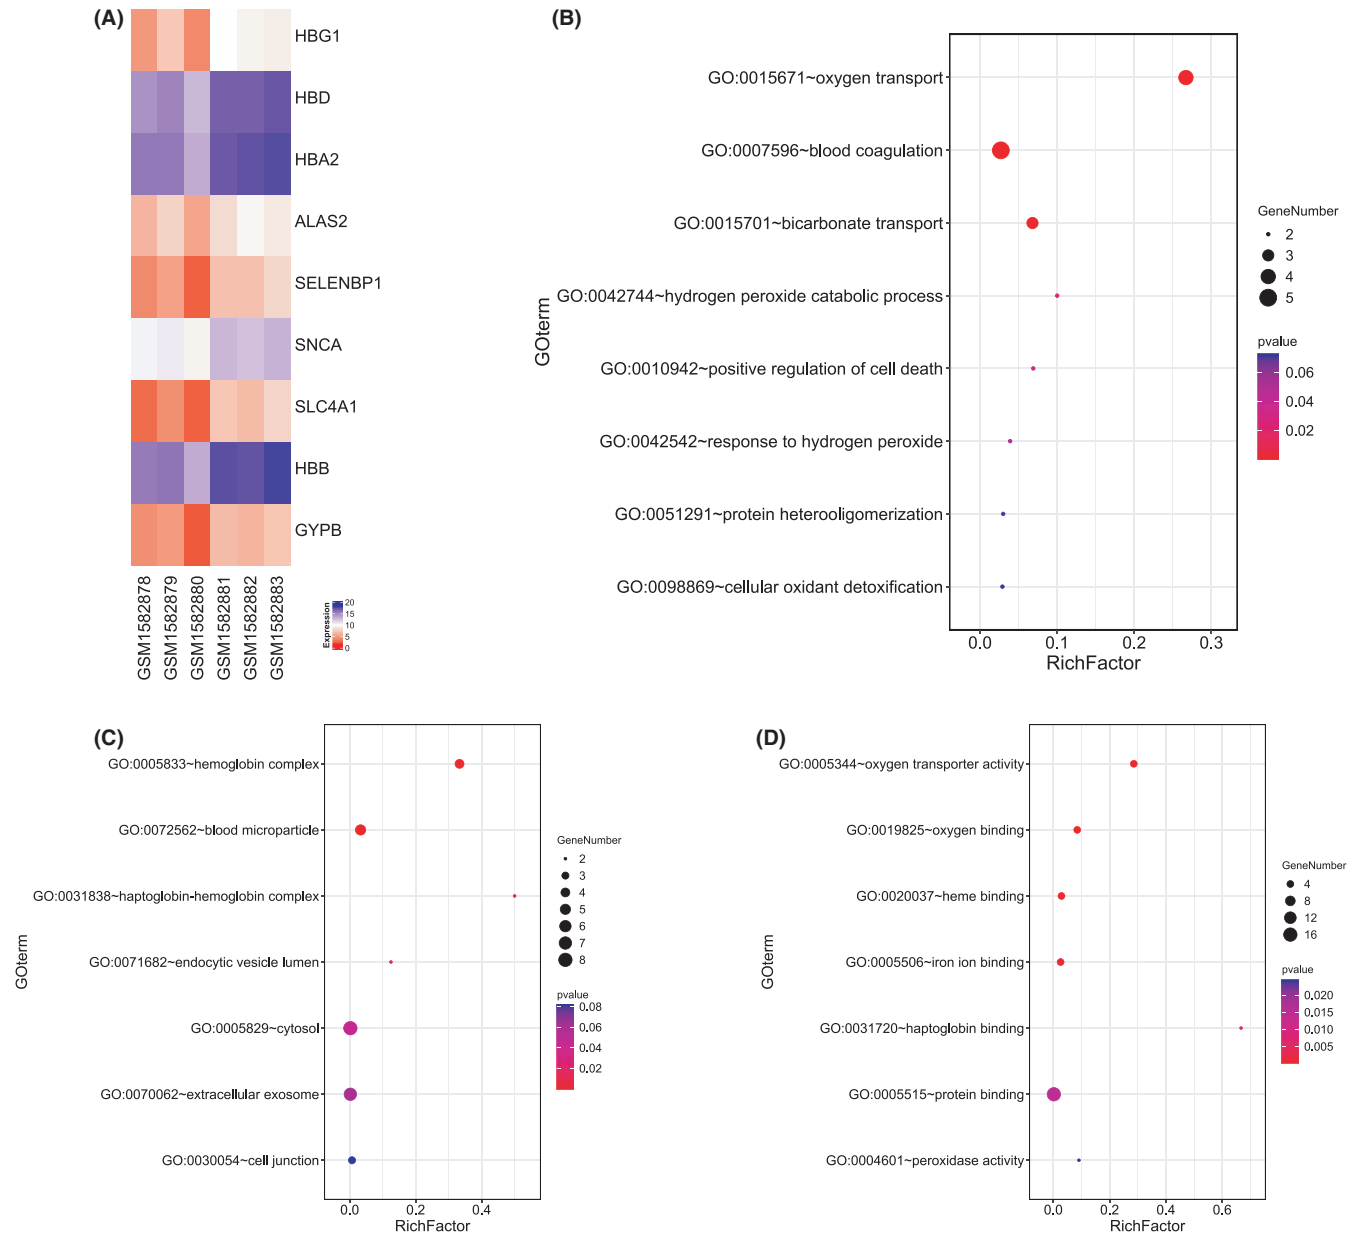 (A)
HBG1
HBD
HBA2
ALAS2
SELENBP1
SNCA
SLC4A1
HBB
GYPB
GSM1582878
GSM1582879
GSM1582880
GSM1582881
GSM1582882
GSM1582883
Expression
20
15
10
5
0
(B)
GOterm
GO:0015671~oxygen transport
GO:0007596~blood coagulation
GO:0015701~bicarbonate transport
GO:0042744~hydrogen peroxide catabolic process
GO:0010942~positive regulation of cell death
GO:0042542~response to hydrogen peroxide
GO:0051291~protein heterooligomerization
GO:0098869~cellular oxidant detoxification
0.0 0.1 0.2 0.3
RichFactor
GeneNumber
2
3
4
5
pvalue
0.06
0.04
0.02
(C)
GOterm
GO:0005833~hemoglobin complex
GO:0072562~blood microparticle
GO:0031838~haptoglobin-hemoglobin complex
GO:0071682~endocytic vesicle lumen
GO:0005829~cytosol
GO:0070062~extracellular exosome
GO:0030054~cell junction
0.0 0.2 0.4
RichFactor
GeneNumber
2
3
4
5
6
7
8
pvalue
0.08
0.06
0.04
0.02
(D)
GOterm
GO:0005344~oxygen transporter activity
GO:0019825~oxygen binding
GO:0020037~heme binding
GO:0005506~iron ion binding
GO:0031720~haptoglobin binding
GO:0005515~protein binding
GO:0004601~peroxidase activity
0.0 0.2 0.4 0.6
RichFactor
GeneNumber
4
8
12
16
pvalue
0.020
0.015
0.010
0.005